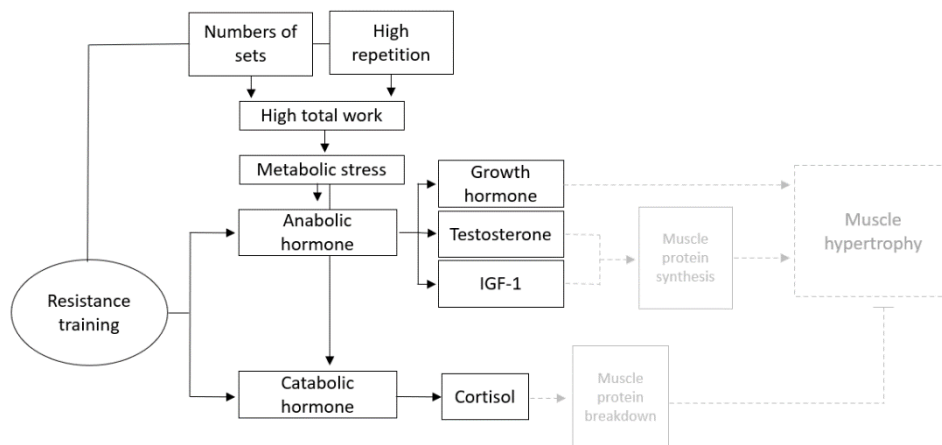 Numbers of
sets
High
repetition
High total work
Metabolic stress
Growth
hormone
Anabolic
hormone
Testosterone
IGF-1
Muscle
protein
synthesis
Muscle
hypertrophy
Resistance
training
Catabolic
hormone
Cortisol
Muscle
protein
breakdown